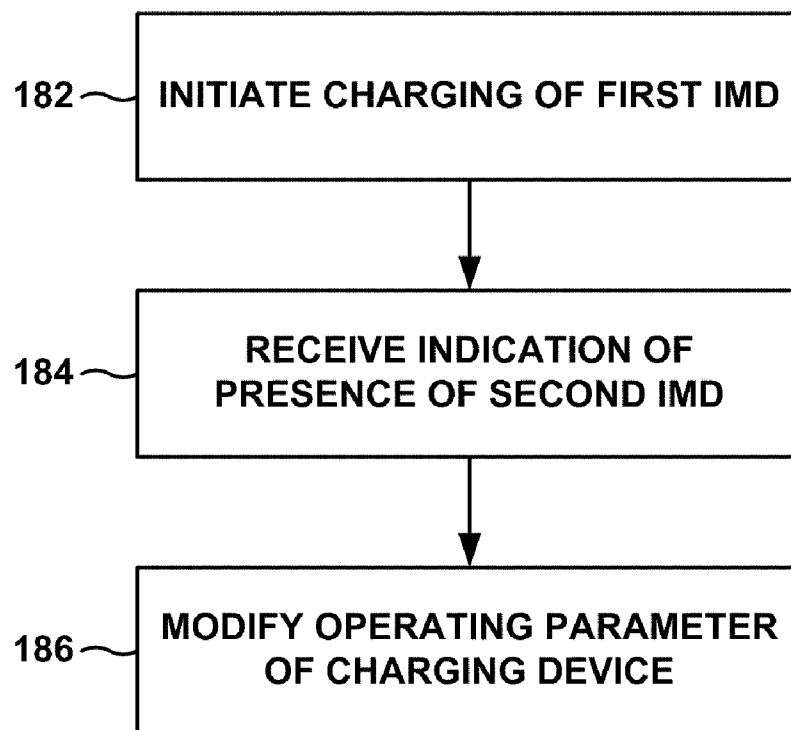 182
INITIATE CHARGING OF FIRST IMD
184
RECEIVE INDICATION OF
PRESENCE OF SECOND IMD
186
MODIFY OPERATING PARAMETER
OF CHARGING DEVICE